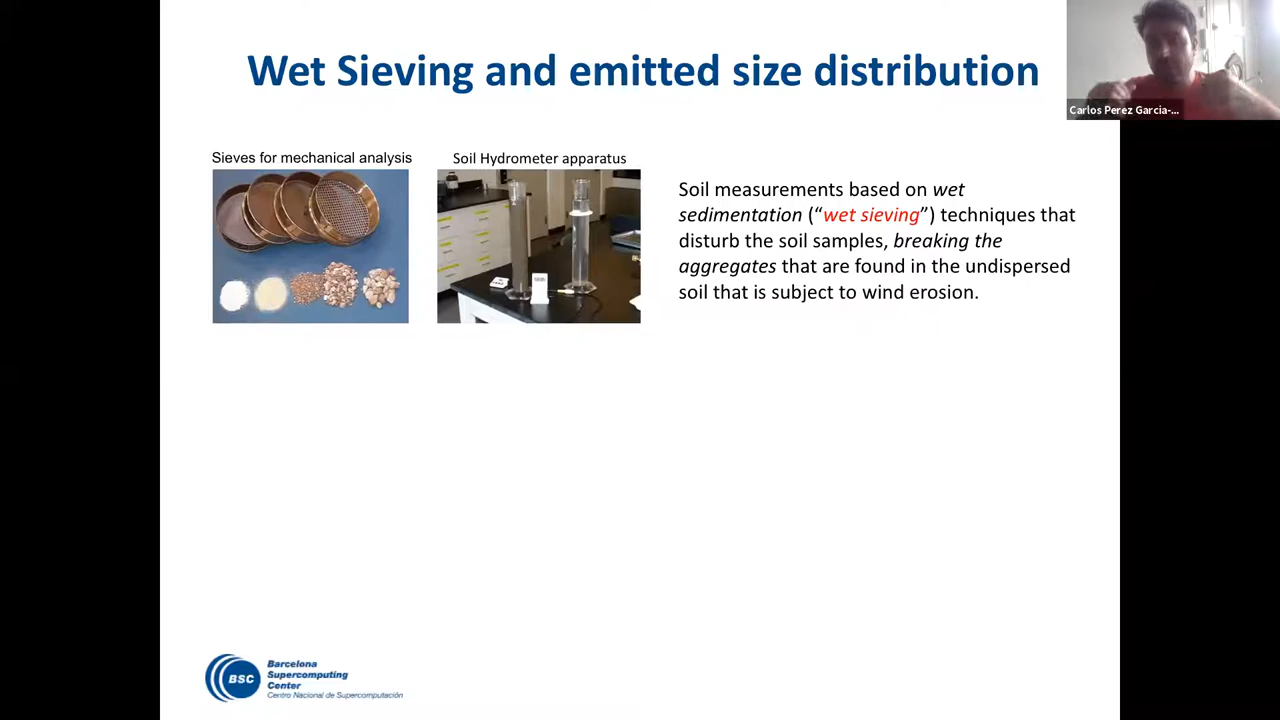 Wet Sieving and emitted size distribution
Carlos Perez Garcia-...
Sieves for mechanical analysis
Soil Hydrometer apparatus
Soil measurements based on wet
sedimentation (“wet sieving”) techniques that
disturb the soil samples, breaking the
aggregates that are found in the undispersed
soil that is subject to wind erosion.
BSC
Barcelona
Supercomputing
Center
Centro Nacional de Supercomputación